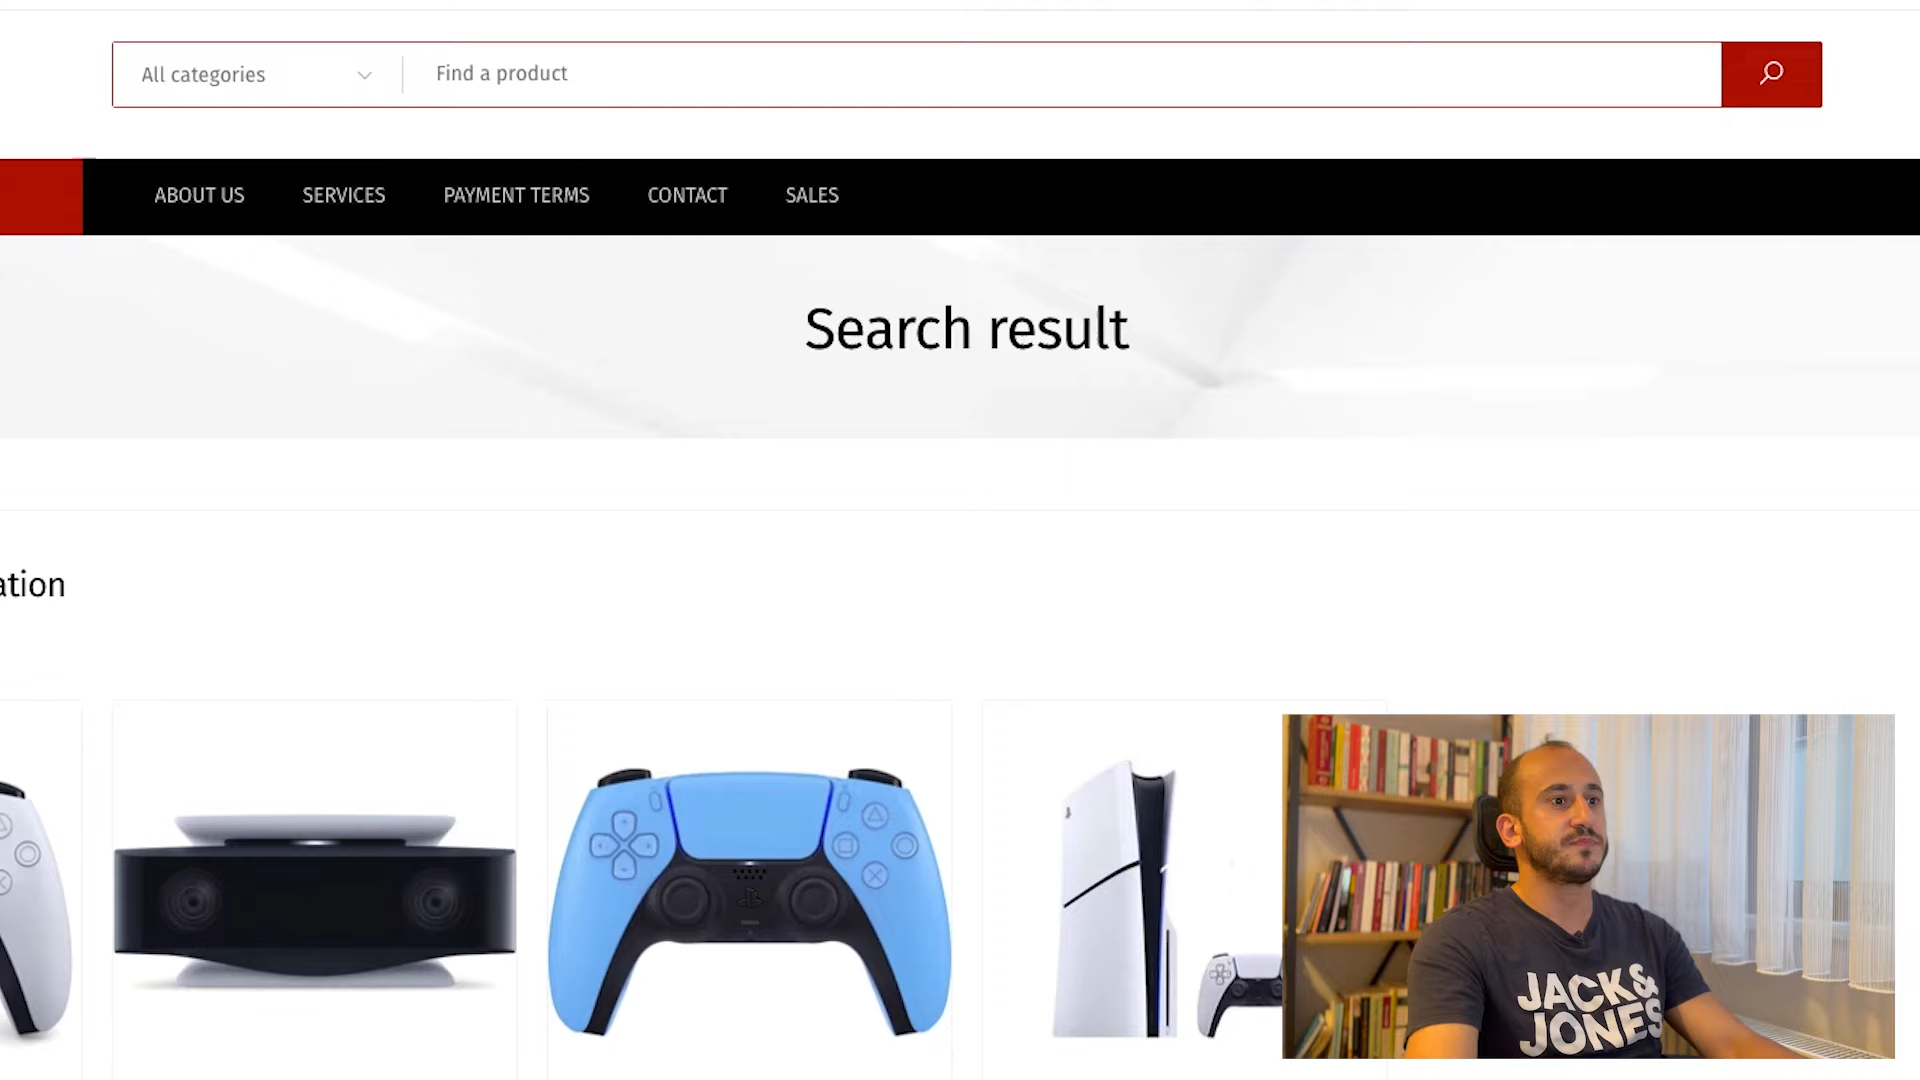 All categories
Find a product
ABOUT US
SERVICES
PAYMENT TERMS
CONTACT
SALES
Search result
ation
JACK&
JONES